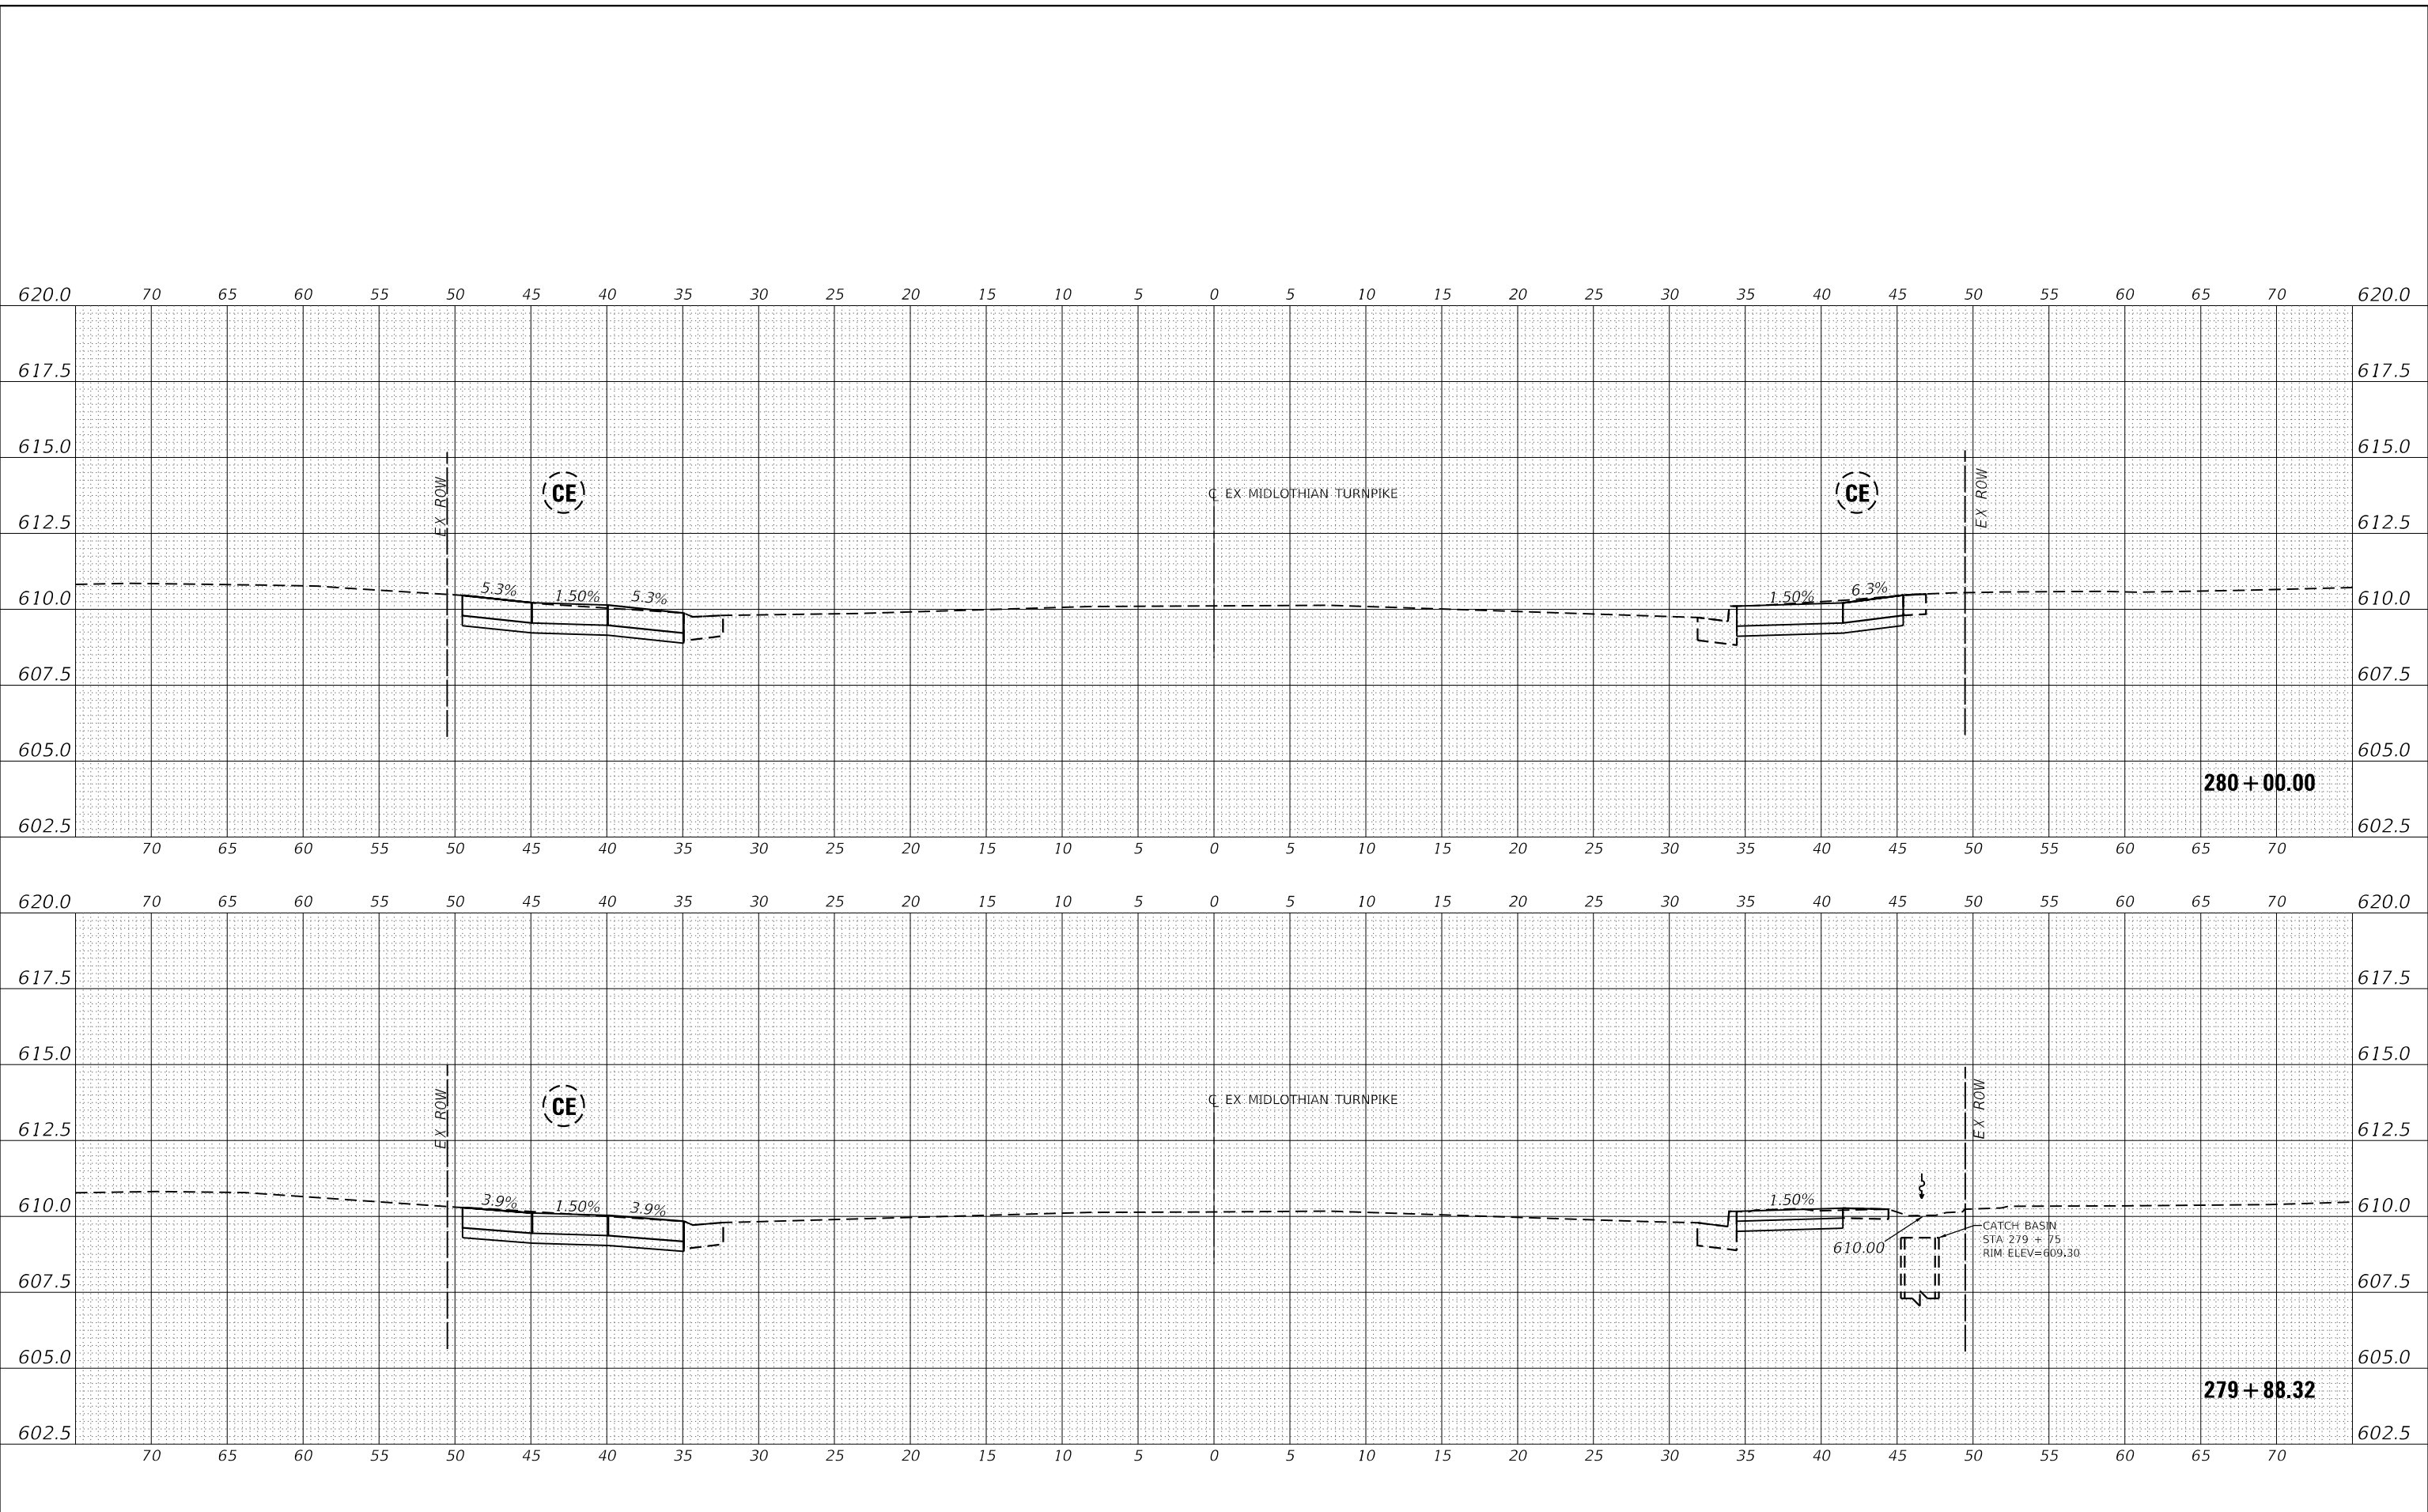 620.0 70 65 60 55 50 45 40 35 30 25 20 15 10 5 0 5 10 15 20 25 30 35 40 45 50 55 60 65 70 620.0
617.5 617.5
615.0 615.0
EX ROW CE ℄ EX MIDLOTHIAN TURNPIKE CE EX ROW
612.5 612.5
610.0 5.3% 1.50% 5.3% 1.50% 6.3% 610.0
607.5 607.5
605.0 605.0
280+00.00
602.5 602.5
70 65 60 55 50 45 40 35 30 25 20 15 10 5 0 5 10 15 20 25 30 35 40 45 50 55 60 65 70
620.0 70 65 60 55 50 45 40 35 30 25 20 15 10 5 0 5 10 15 20 25 30 35 40 45 50 55 60 65 70 620.0
617.5 617.5
615.0 615.0
EX ROW CE ℄ EX MIDLOTHIAN TURNPIKE EX ROW
612.5 612.5
610.0 3.9% 1.50% 3.9% 1.50% 610.0
CATCH BASIN
STA 279 + 75
610.00 RIM ELEV=609.30
607.5 607.5
605.0 605.0
279+88.32
602.5 602.5
70 65 60 55 50 45 40 35 30 25 20 15 10 5 0 5 10 15 20 25 30 35 40 45 50 55 60 65 70